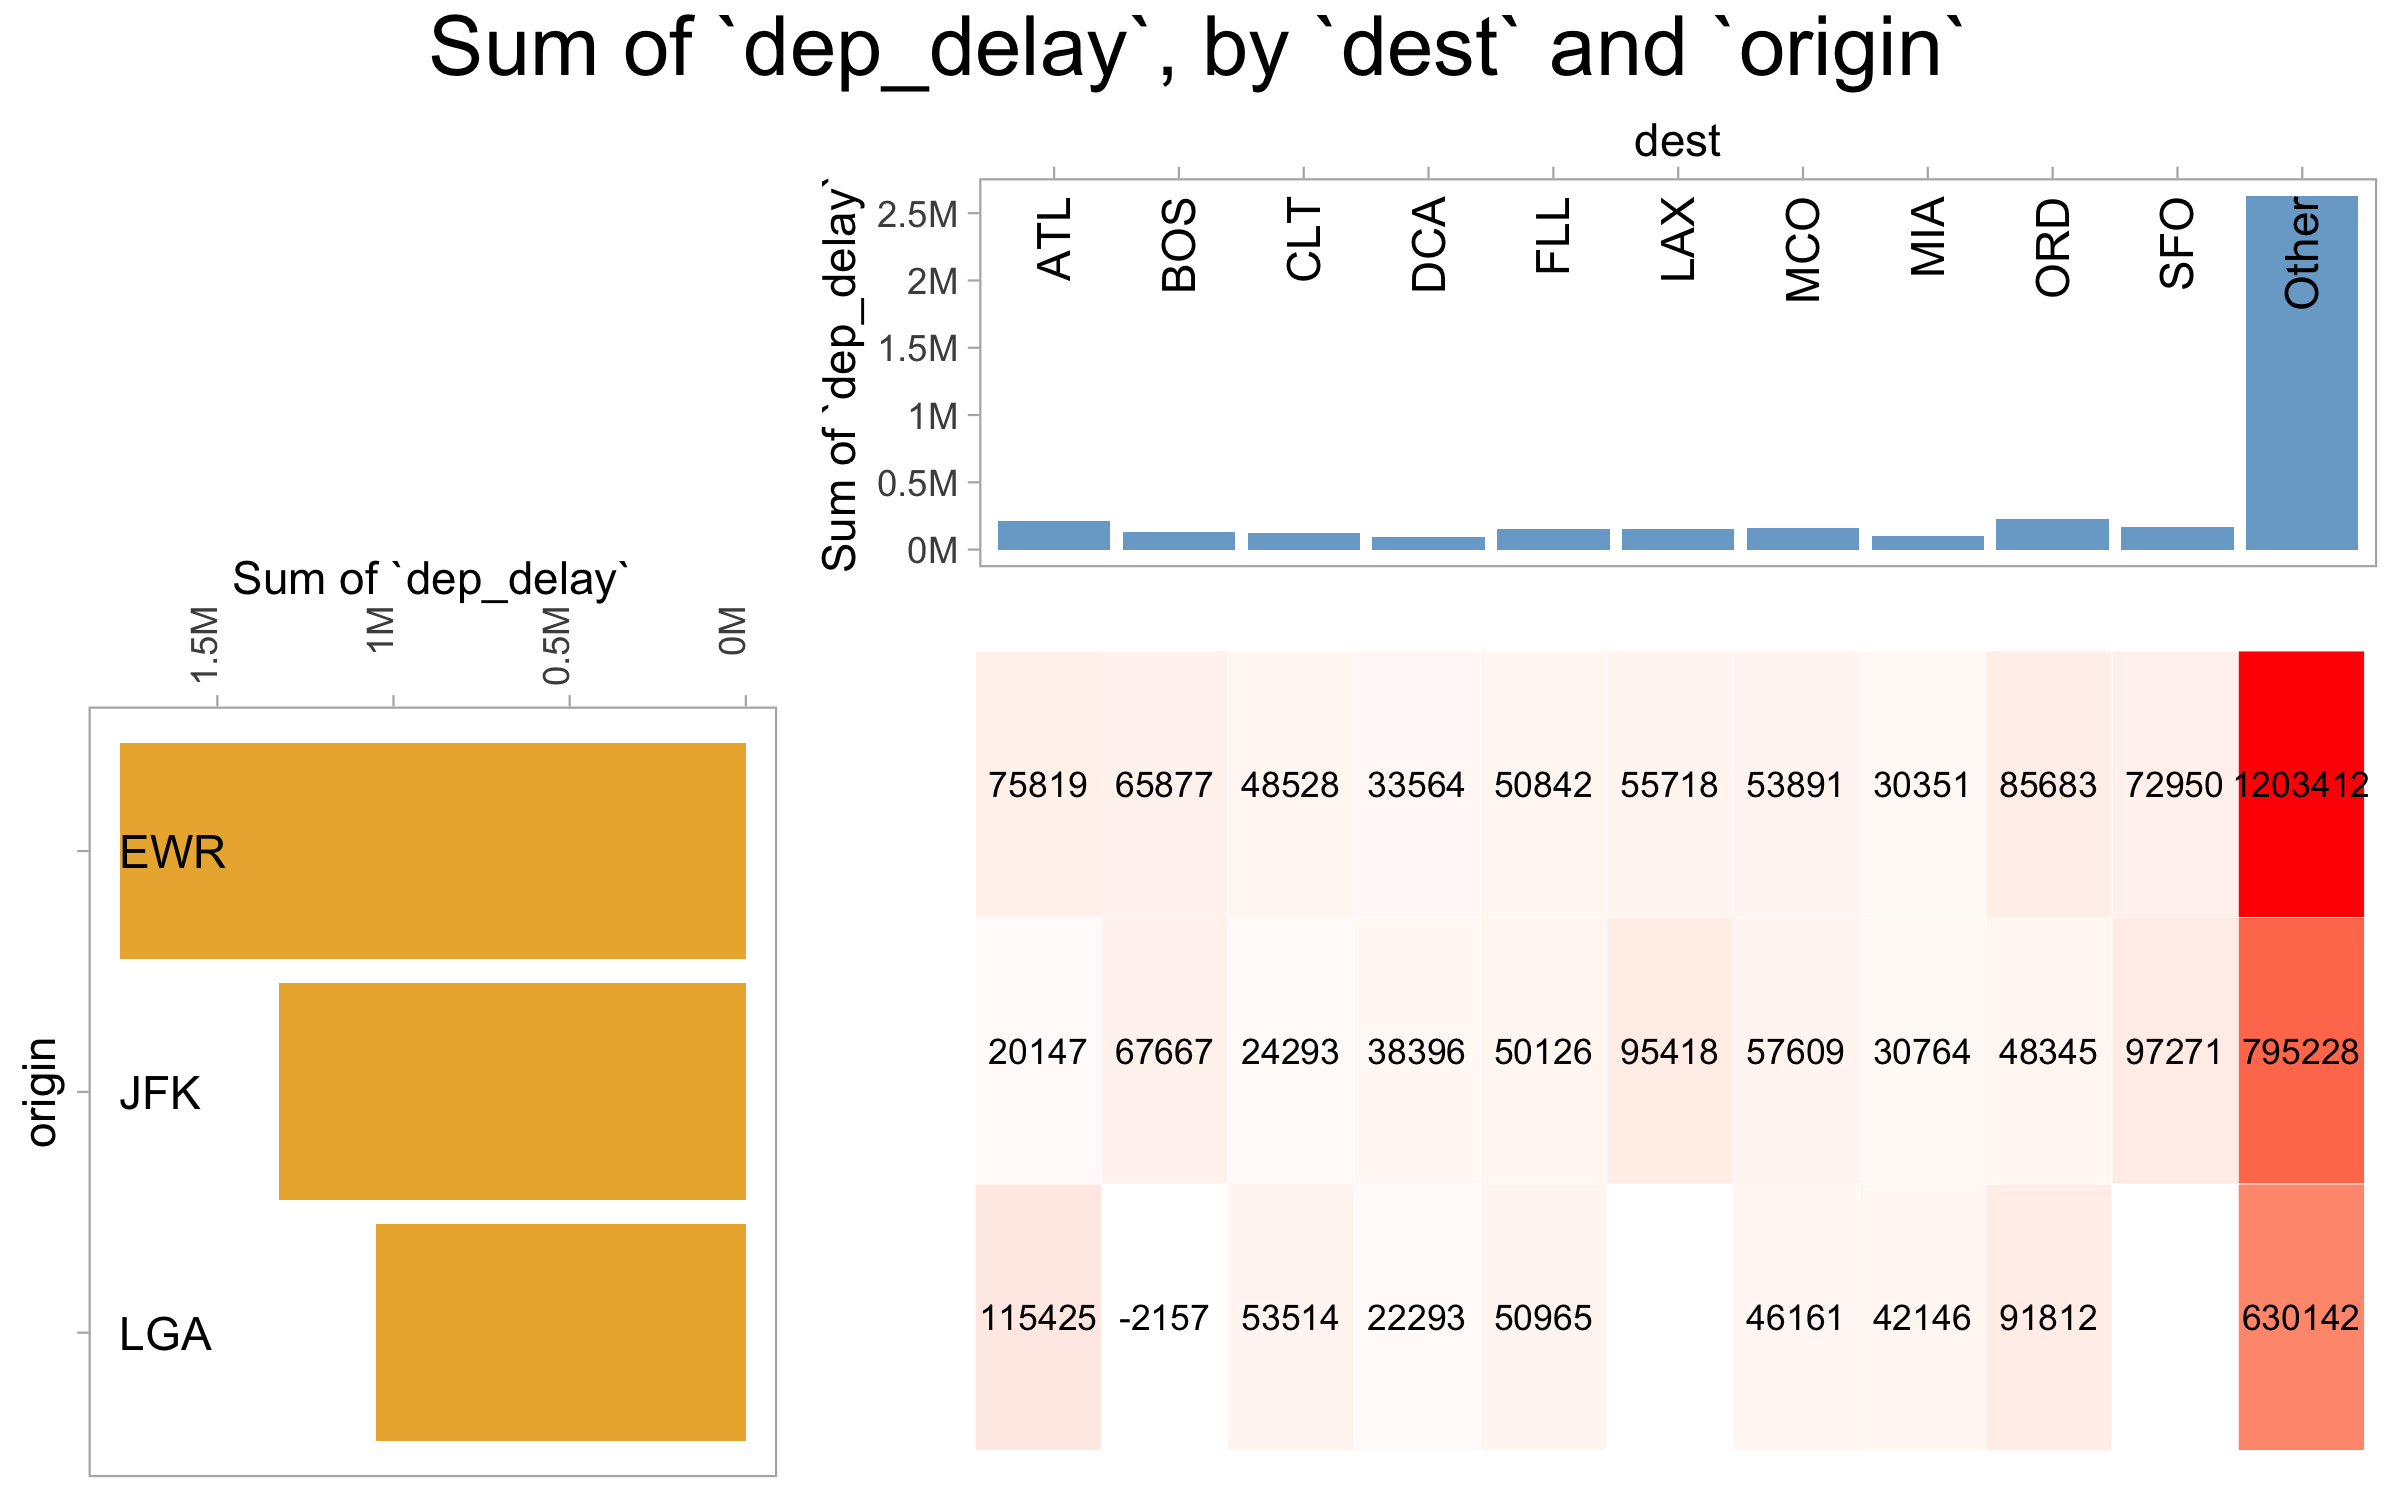 Sum of `dep_delay`, by `dest` and `origin`
dest
Sum of `dep_delay`
2.5M
2M
1.5M
1M
0.5M
0M
ATL BOS CLT DCA FLL LAX MCO MIA ORD SFO Other
Sum of `dep_delay`
1.5M 1M 0.5M 0M
origin
EWR
JFK
LGA
75819 65877 48528 33564 50842 55718 53891 30351 85683 72950 1203412
20147 67667 24293 38396 50126 95418 57609 30764 48345 97271 795228
115425 -2157 53514 22293 50965 46161 42146 91812 630142